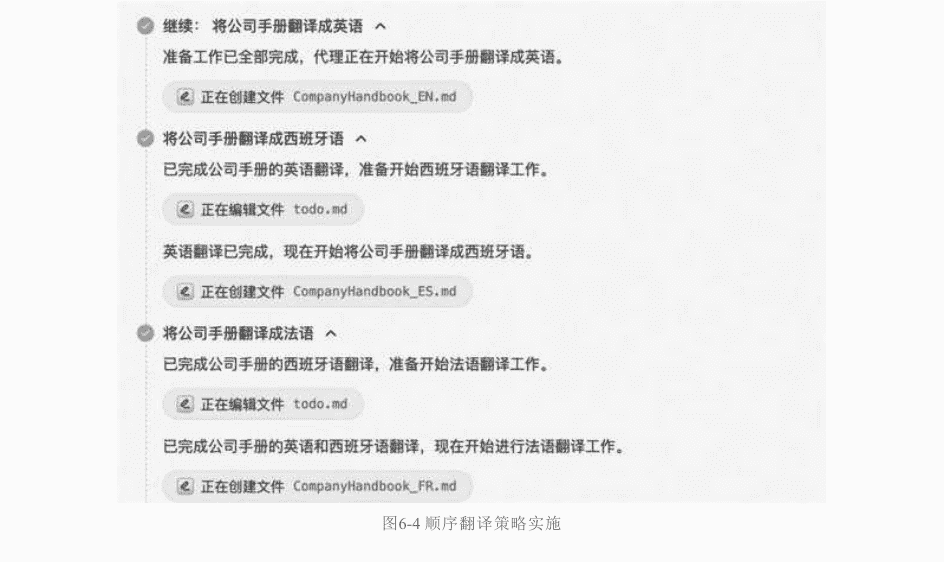 继续： 将公司手册翻译成英语
准备工作已全部完成，代理正在开始将公司手册翻译成英语。
正在创建文件 CompanyHandbook_EN.md
将公司手册翻译成西班牙语
已完成公司手册的英语翻译，准备开始西班牙语翻译工作。
正在编辑文件 todo.md
英语翻译已完成，现在开始将公司手册翻译成西班牙语。
正在创建文件 CompanyHandbook_ES.md
将公司手册翻译成法语
已完成公司手册的西班牙语翻译，准备开始法语翻译工作。
正在编辑文件 todo.md
已完成公司手册的英语和西班牙语翻译，现在开始进行法语翻译工作。
正在创建文件 CompanyHandbook_FR.md
图6-4 顺序翻译策略实施